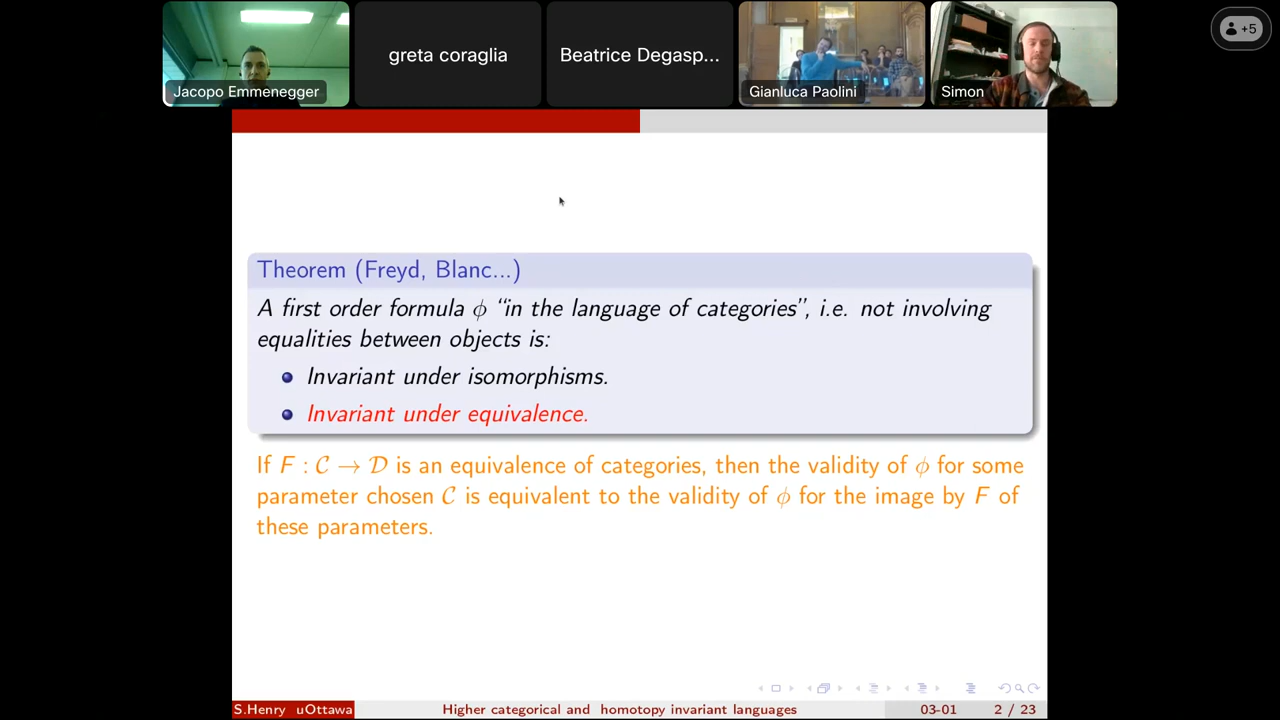 greta coraglia
Beatrice Degasp...
+5
Jacopo Emmenegger
Gianluca Paolini
Simon
Theorem (Freyd, Blanc...)
A first order formula ϕ “in the language of categories”, i.e. not involving
equalities between objects is:
Invariant under isomorphisms.
Invariant under equivalence.
If F : C → D is an equivalence of categories, then the validity of ϕ for some
parameter chosen C is equivalent to the validity of ϕ for the image by F of
these parameters.
S.Henry uOttawa
Higher categorical and homotopy invariant languages
03-01
2 / 23